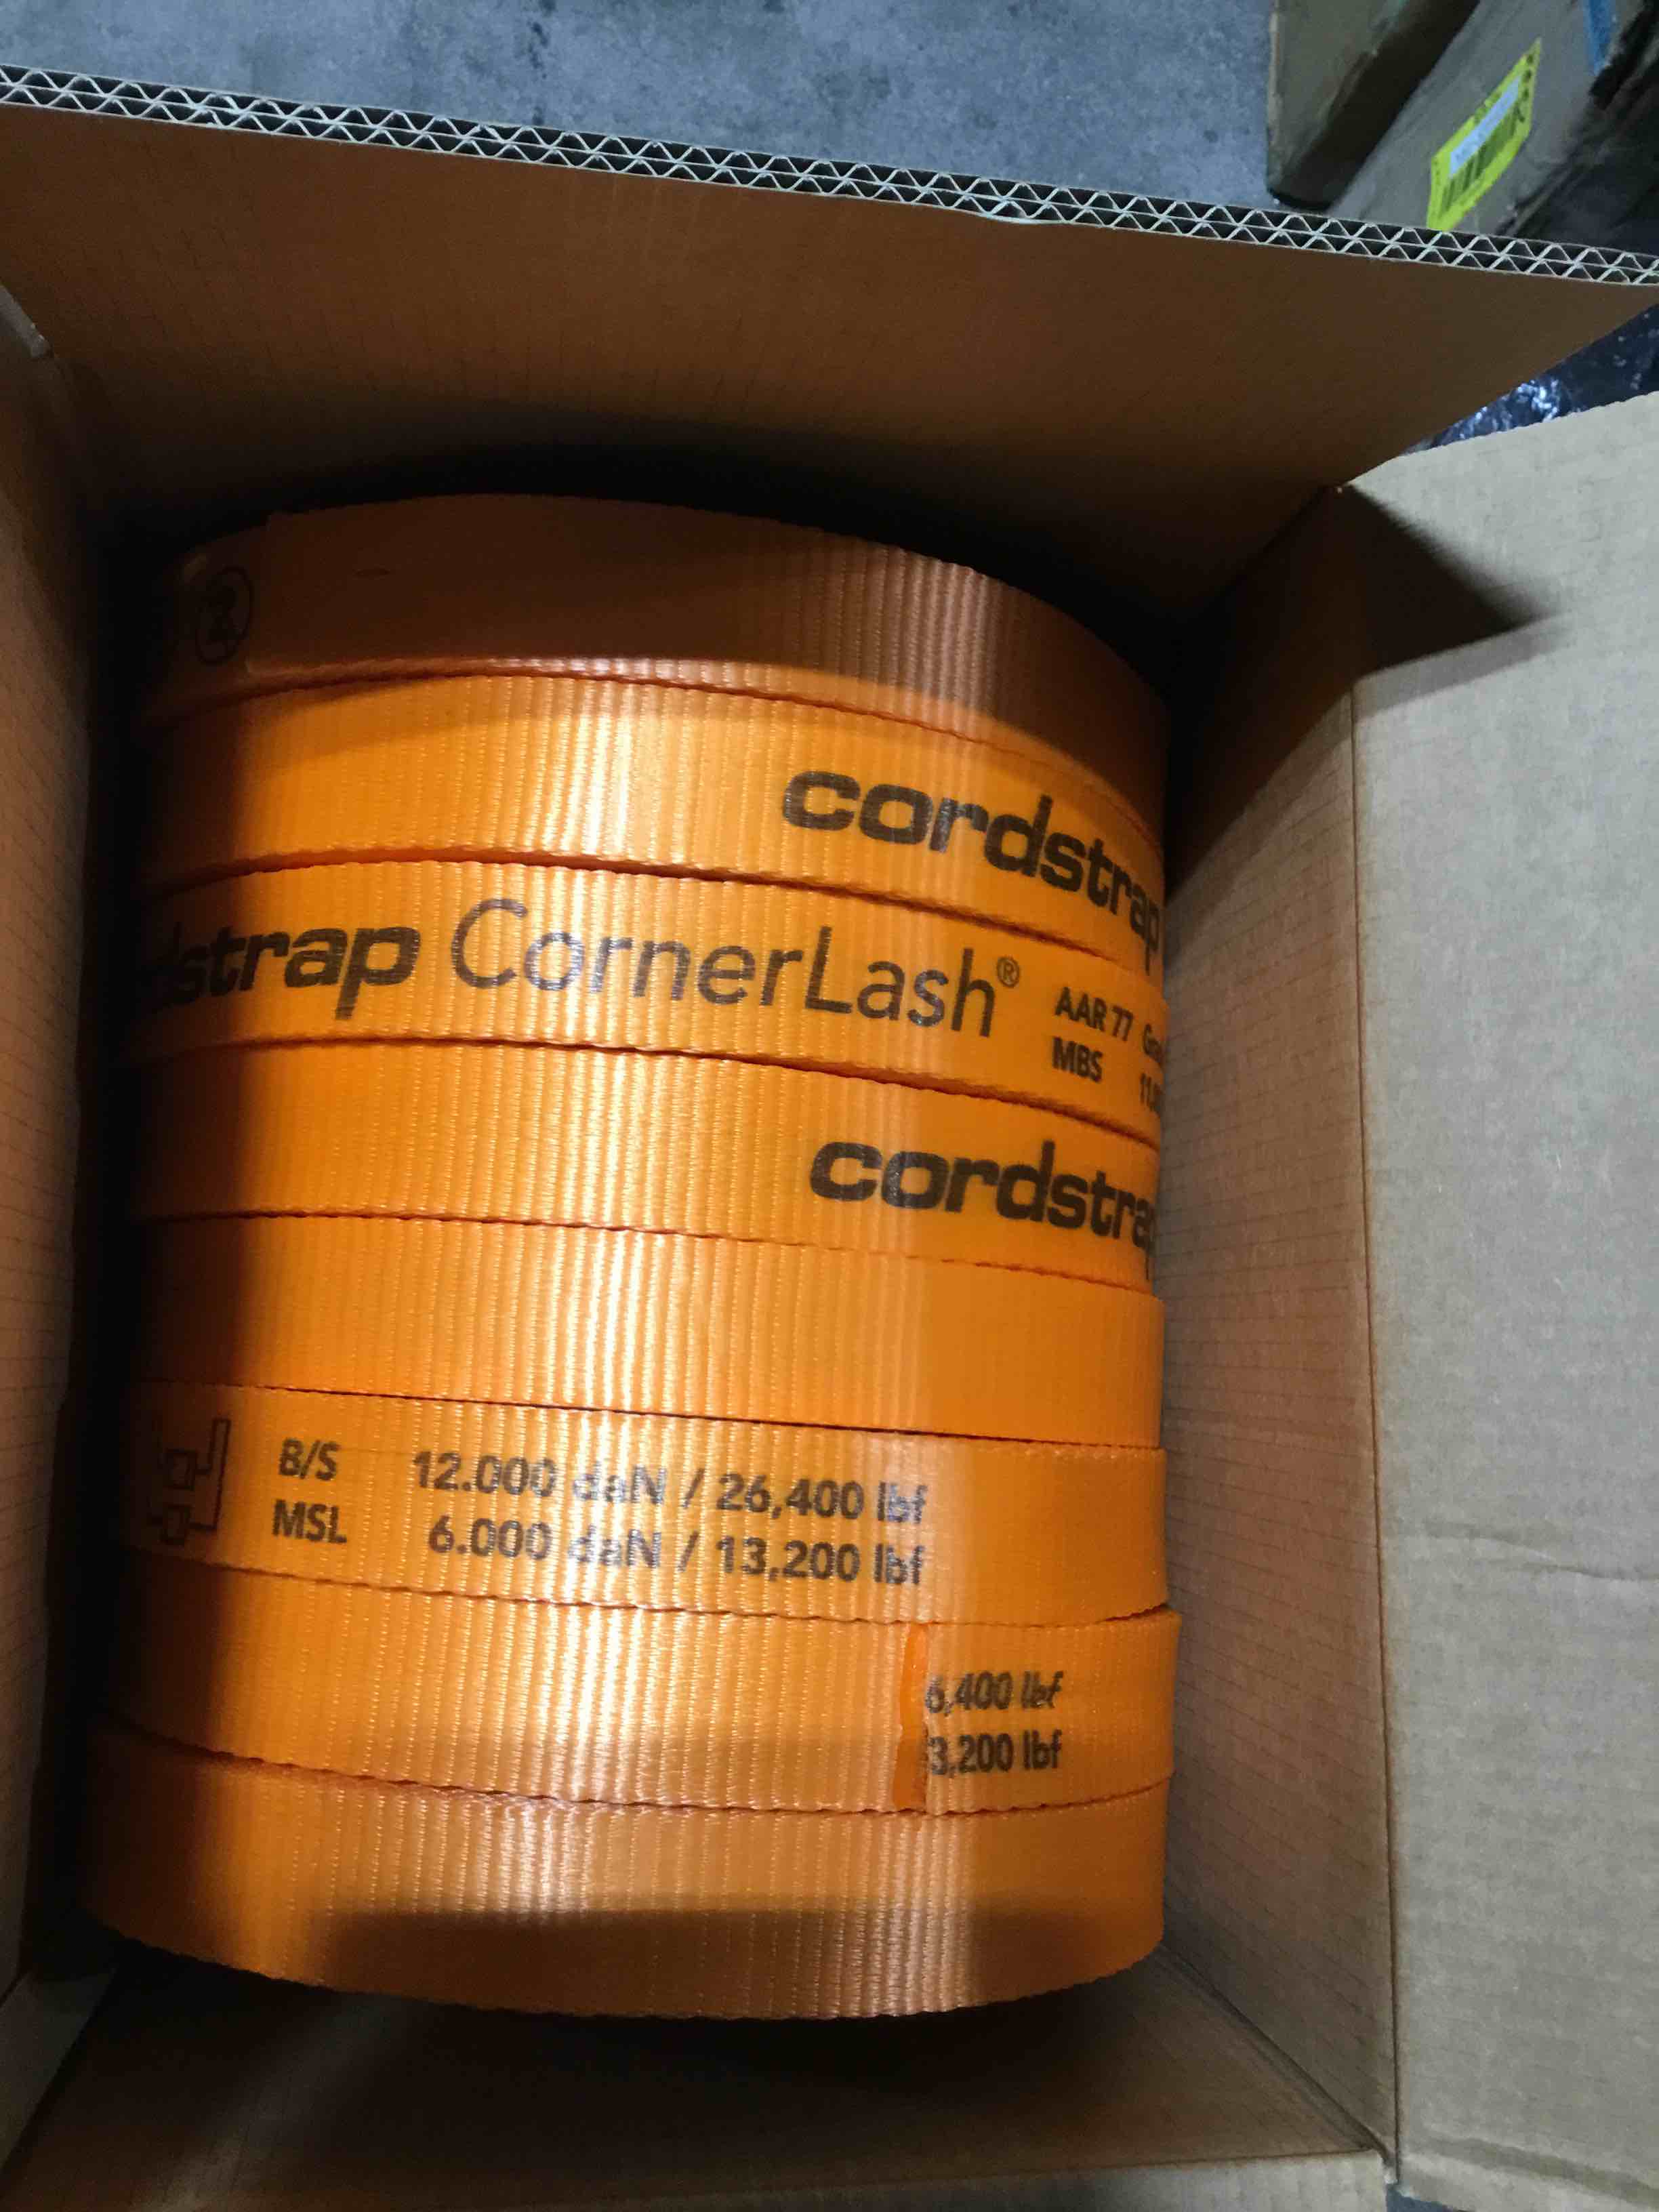 cordstrap
dstrap CornerLash® AAR 77
MBS
cordstrap
B/S 12.000 daN / 26,400 lbf
MSL 6.000 daN / 13,200 lbf
6,400 lbf
3,200 lbf